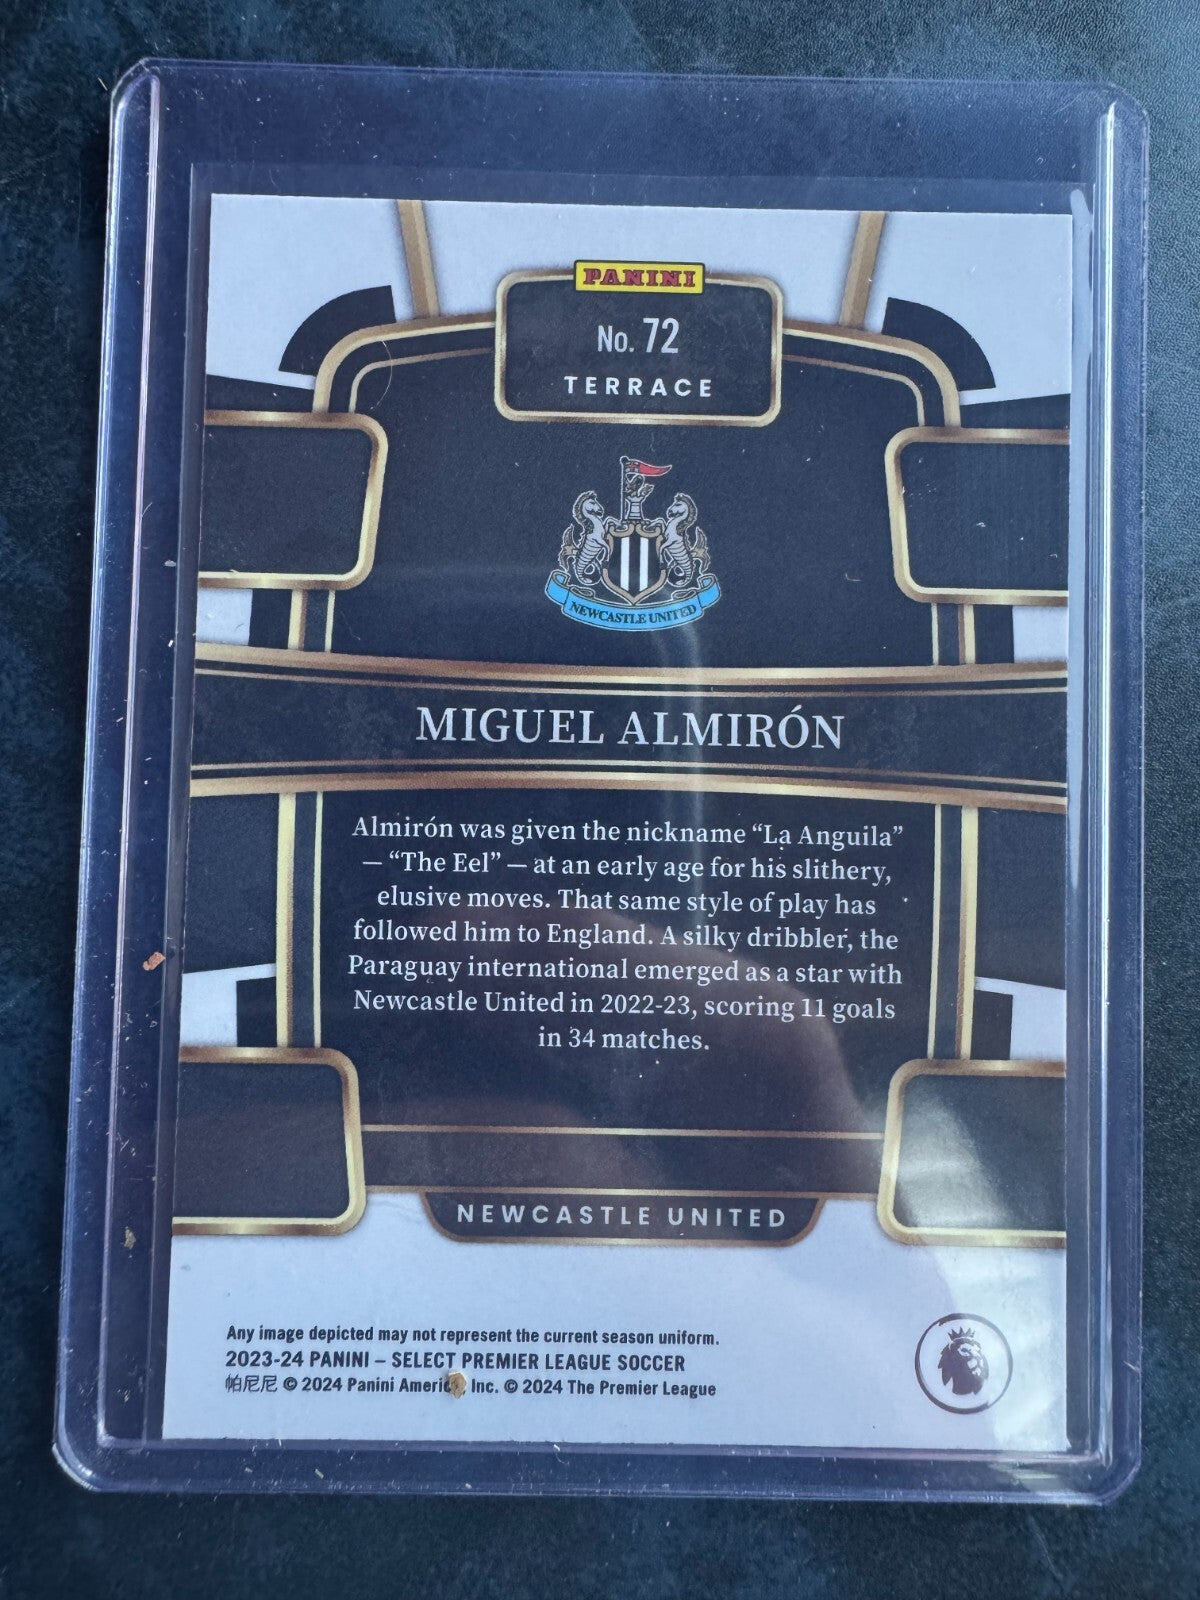 PANINI
No. 72
TERRACE
NEWCASTLE UNITED
MIGUEL ALMIRÓN
Almirón was given the nickname “La Anguila”
— “The Eel” — at an early age for his slithery,
elusive moves. That same style of play has
followed him to England. A silky dribbler, the
Paraguay international emerged as a star with
Newcastle United in 2022-23, scoring 11 goals
in 34 matches.
NEWCASTLE UNITED
Any image depicted may not represent the current season uniform.
2023-24 PANINI – SELECT PREMIER LEAGUE SOCCER
帕尼尼 © 2024 Panini America, Inc. © 2024 The Premier League